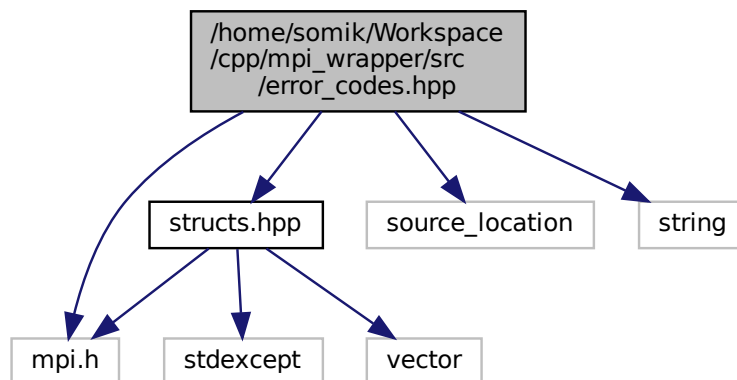 /home/somik/Workspace
/cpp/mpi_wrapper/src
/error_codes.hpp
structs.hpp
source_location
string
mpi.h
stdexcept
vector